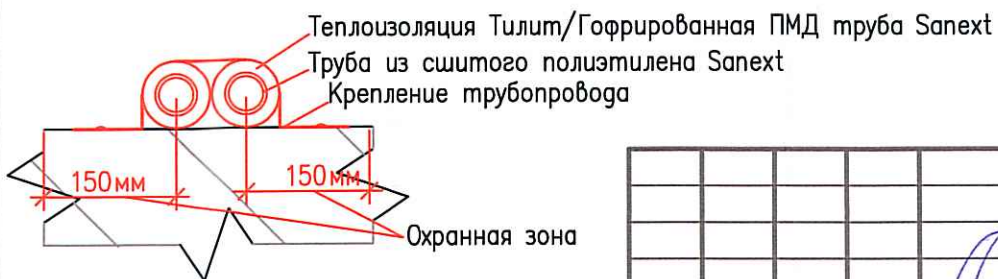 Теплоизоляция Тилит/Гофрированная ПМД труба Sanext
Труба из сшитого полиэтилена Sanext
Крепление трубопровода
150мм 150мм
Охранная зона